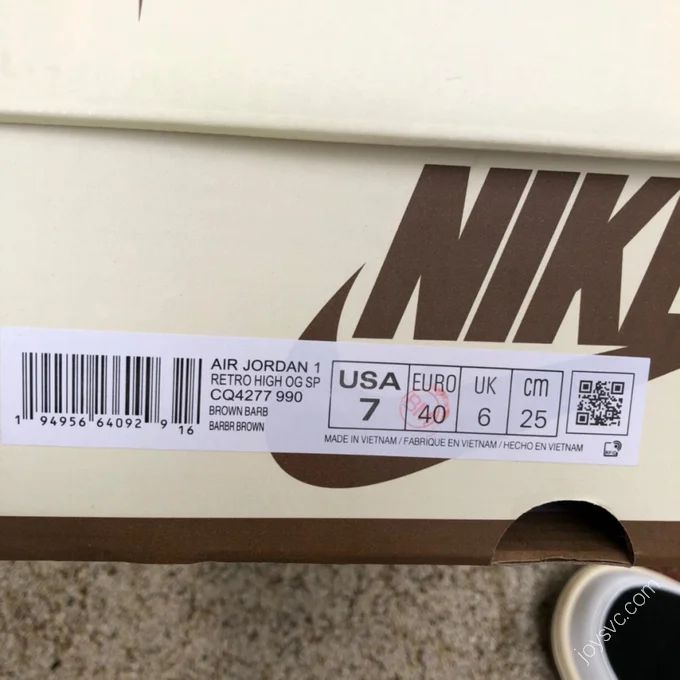 NIKE
AIR JORDAN 1
RETRO HIGH OG SP
CQ4277 990
BROWN BARB
BARBR BROWN
1 94956 64092 9 16
USA
7
EURO
40
UK
6
cm
25
MADE IN VIETNAM / FABRIQUE EN VIETNAM / HECHO EN VIETNAM
joysvc.com